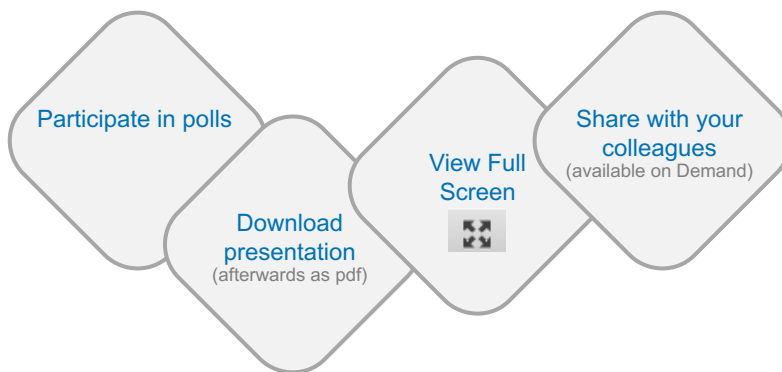 Participate in polls
Download
presentation
(afterwards as pdf)
View Full
Screen
Share with your
colleagues
(available on Demand)